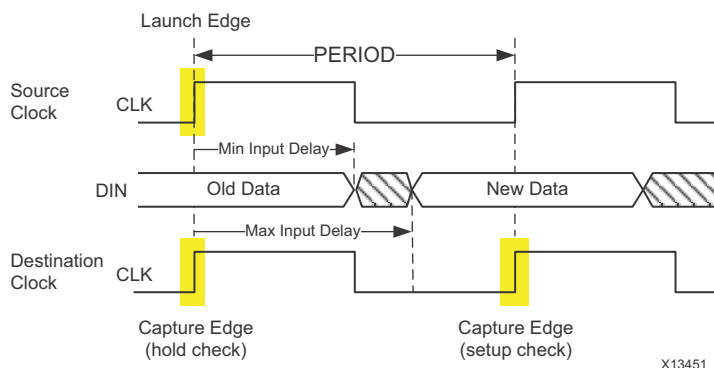 Launch Edge
PERIOD
Source
Clock
CLK
Min Input Delay
DIN
Old Data
New Data
Max Input Delay
Destination
Clock
CLK
Capture Edge
(hold check)
Capture Edge
(setup check)
X13451